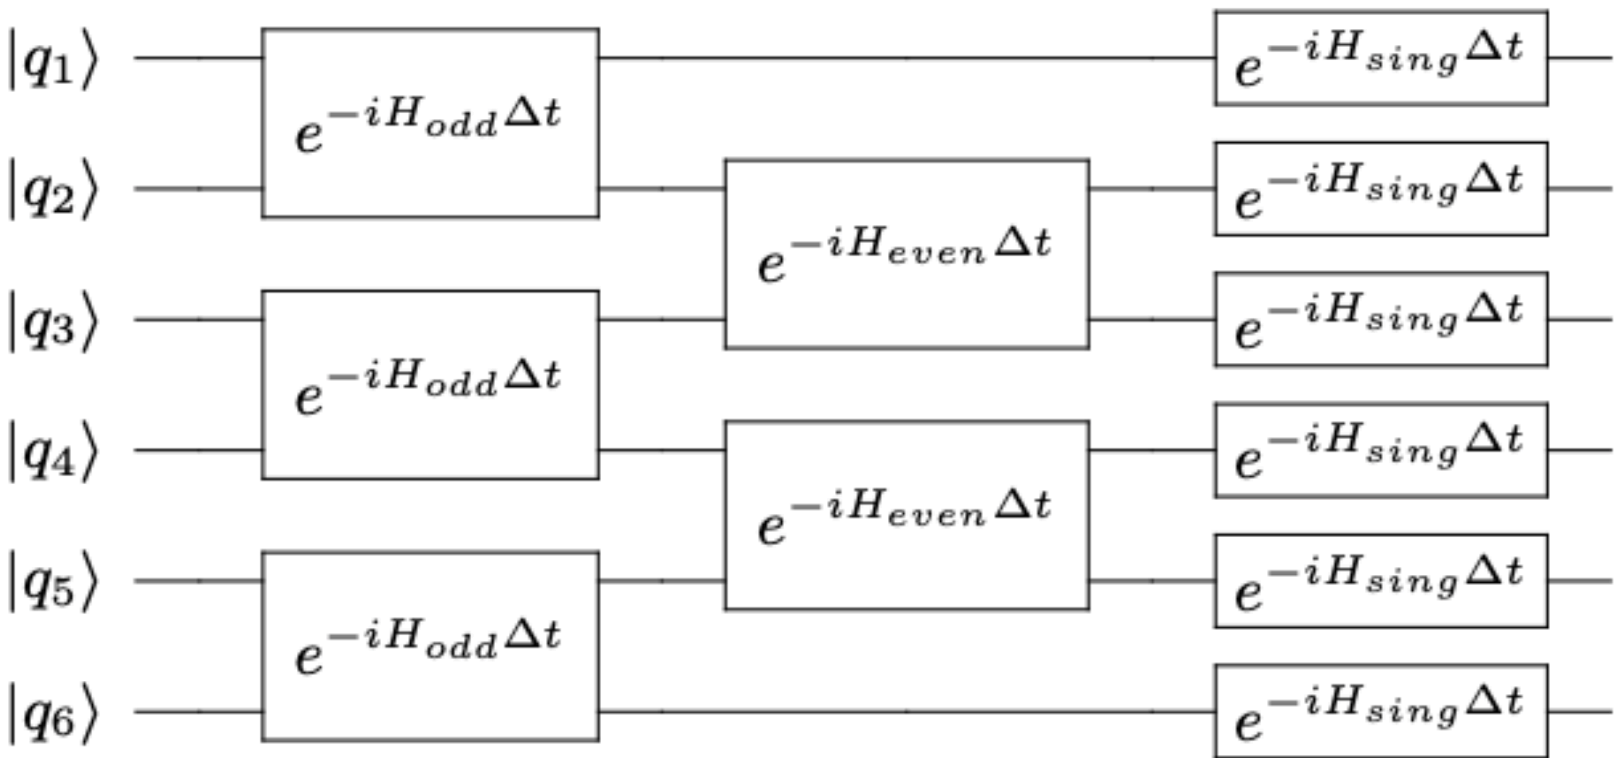 |q₁⟩ e^{-iH_{odd}Δt} e^{-iH_{sing}Δt}
|q₂⟩ e^{-iH_{even}Δt} e^{-iH_{sing}Δt}
|q₃⟩ e^{-iH_{odd}Δt} e^{-iH_{sing}Δt}
|q₄⟩ e^{-iH_{even}Δt} e^{-iH_{sing}Δt}
|q₅⟩ e^{-iH_{odd}Δt} e^{-iH_{sing}Δt}
|q₆⟩ e^{-iH_{sing}Δt}